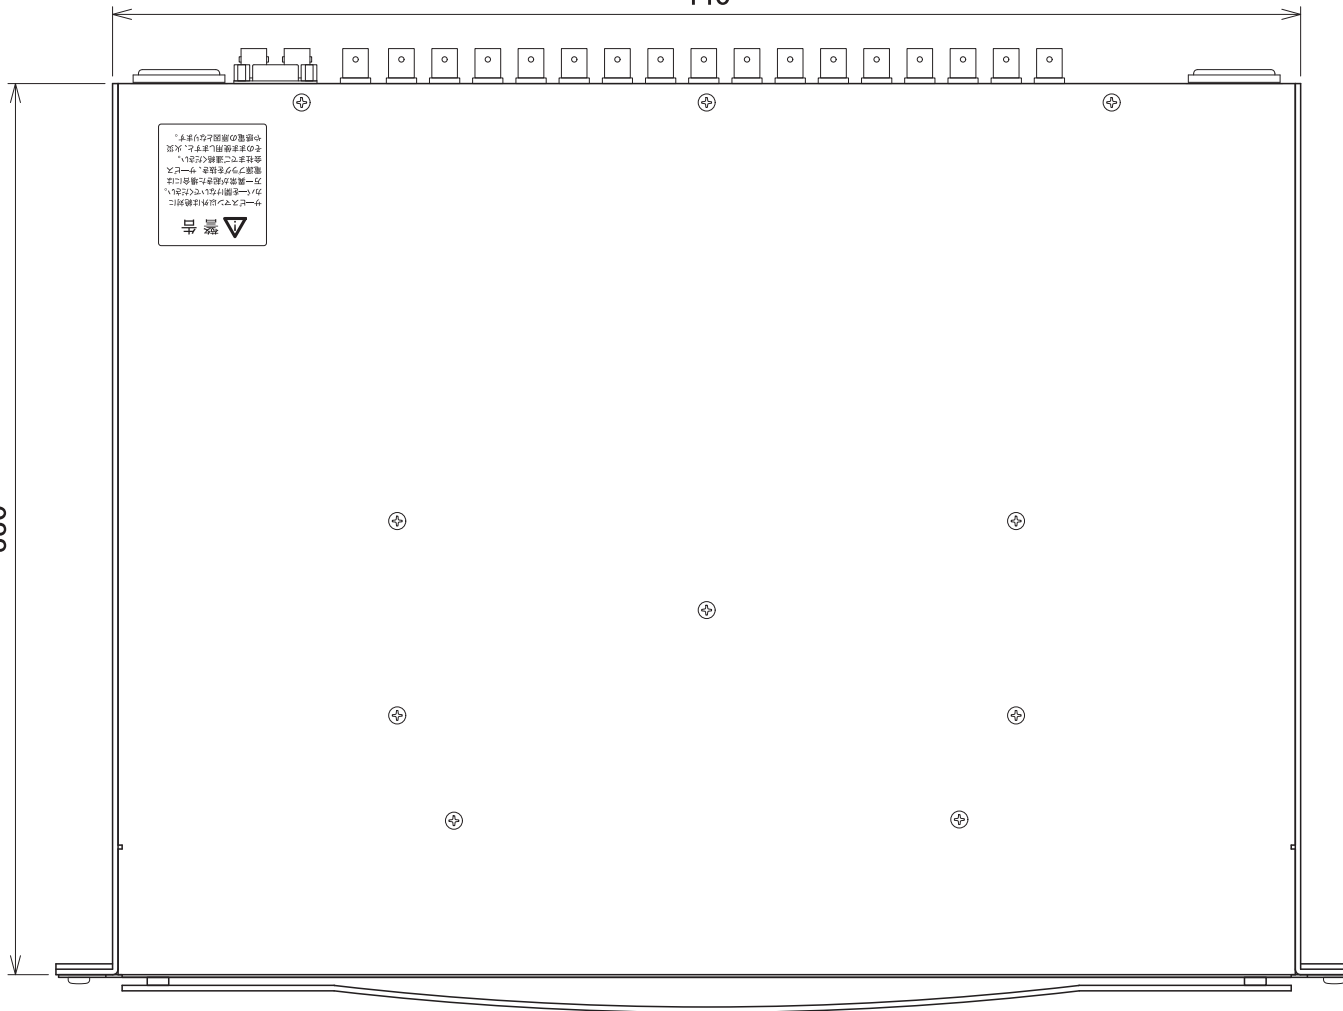 警告
サービスマン以外は絶対に
カバーを開けないでください。
万一異常が起きた場合には
電源プラグを抜き、サービス
会社までご連絡ください。
そのまま使用しますと、火災
や感電の原因となります。